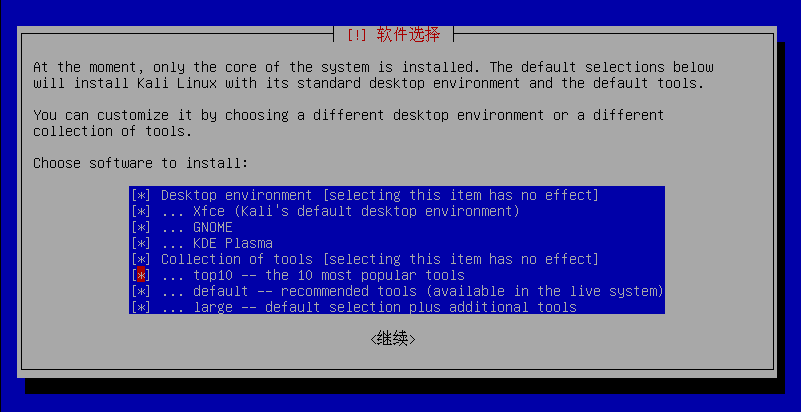 [!] 软件选择
At the moment, only the core of the system is installed. The default selections below
will install Kali Linux with its standard desktop environment and the default tools.
You can customize it by choosing a different desktop environment or a different
collection of tools.
Choose software to install:
[*] Desktop environment [selecting this item has no effect]
[*] ... Xfce (Kali's default desktop environment)
[*] ... GNOME
[*] ... KDE Plasma
[*] Collection of tools [selecting this item has no effect]
[*] ... top10 -- the 10 most popular tools
[*] ... default -- recommended tools (available in the live system)
[*] ... large -- default selection plus additional tools
<继续>